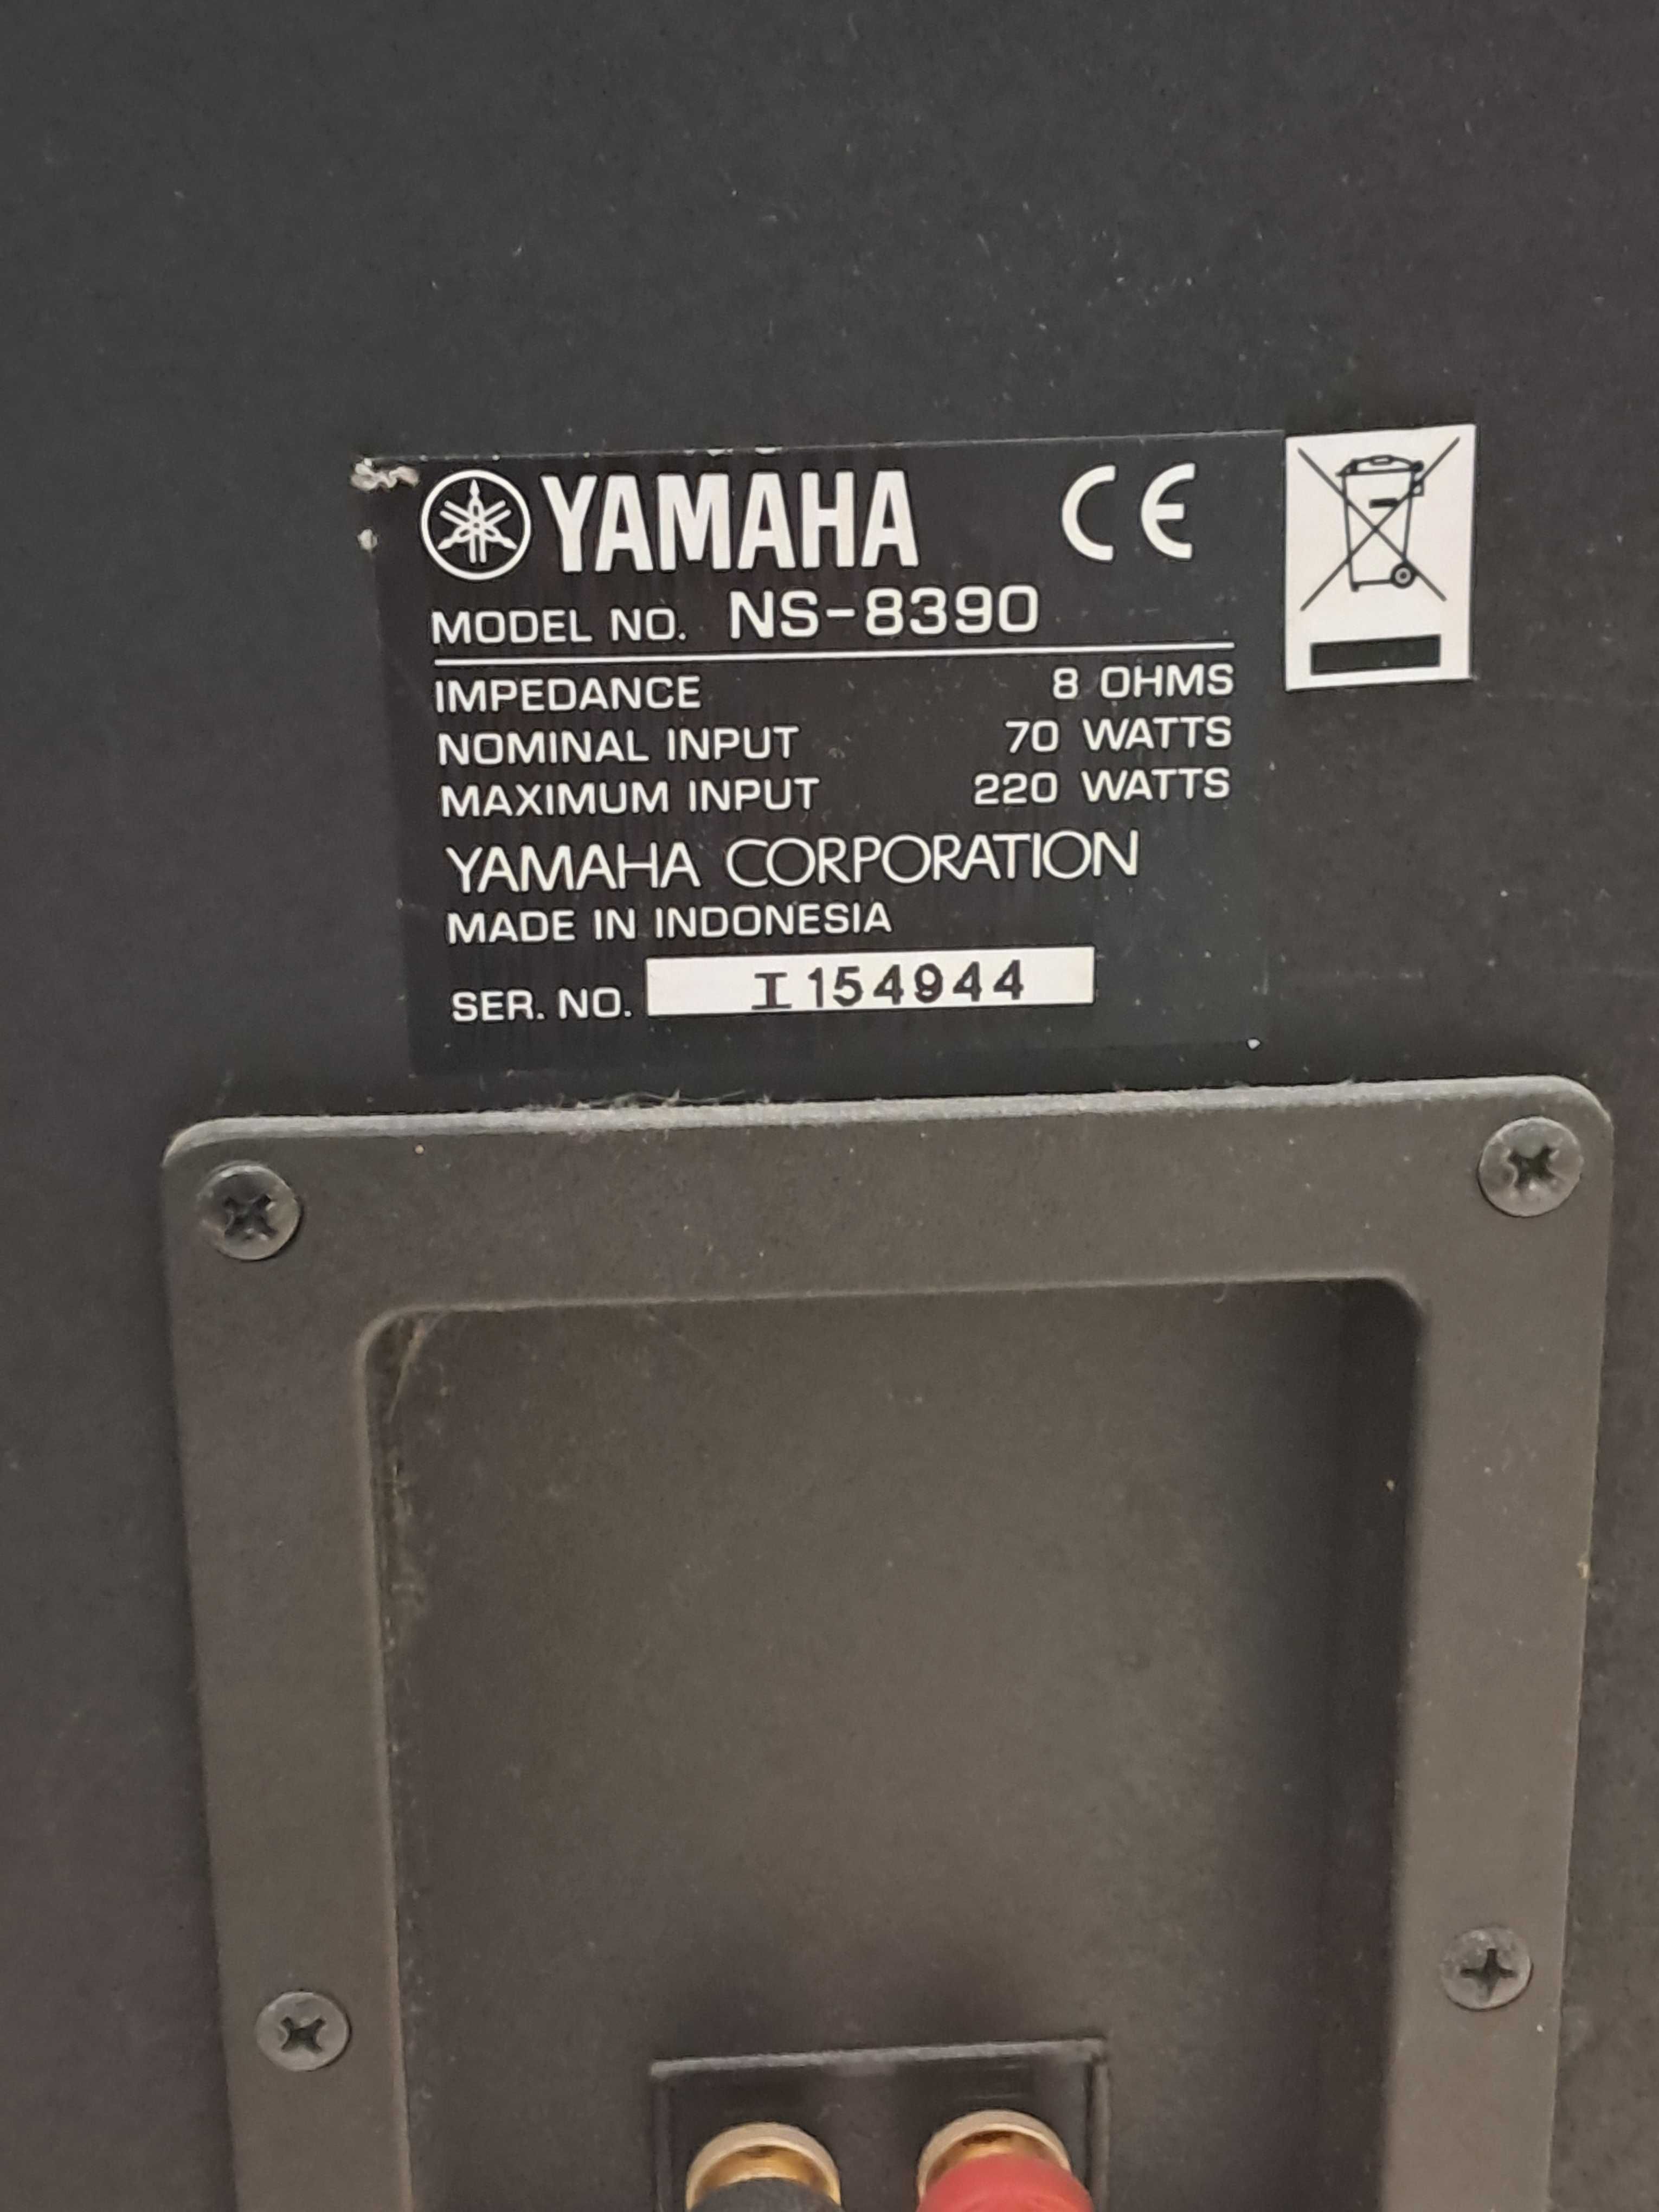 YAMAHA CE
MODEL NO. NS-8390
IMPEDANCE 8 OHMS
NOMINAL INPUT 70 WATTS
MAXIMUM INPUT 220 WATTS
YAMAHA CORPORATION
MADE IN INDONESIA
SER. NO. I154944